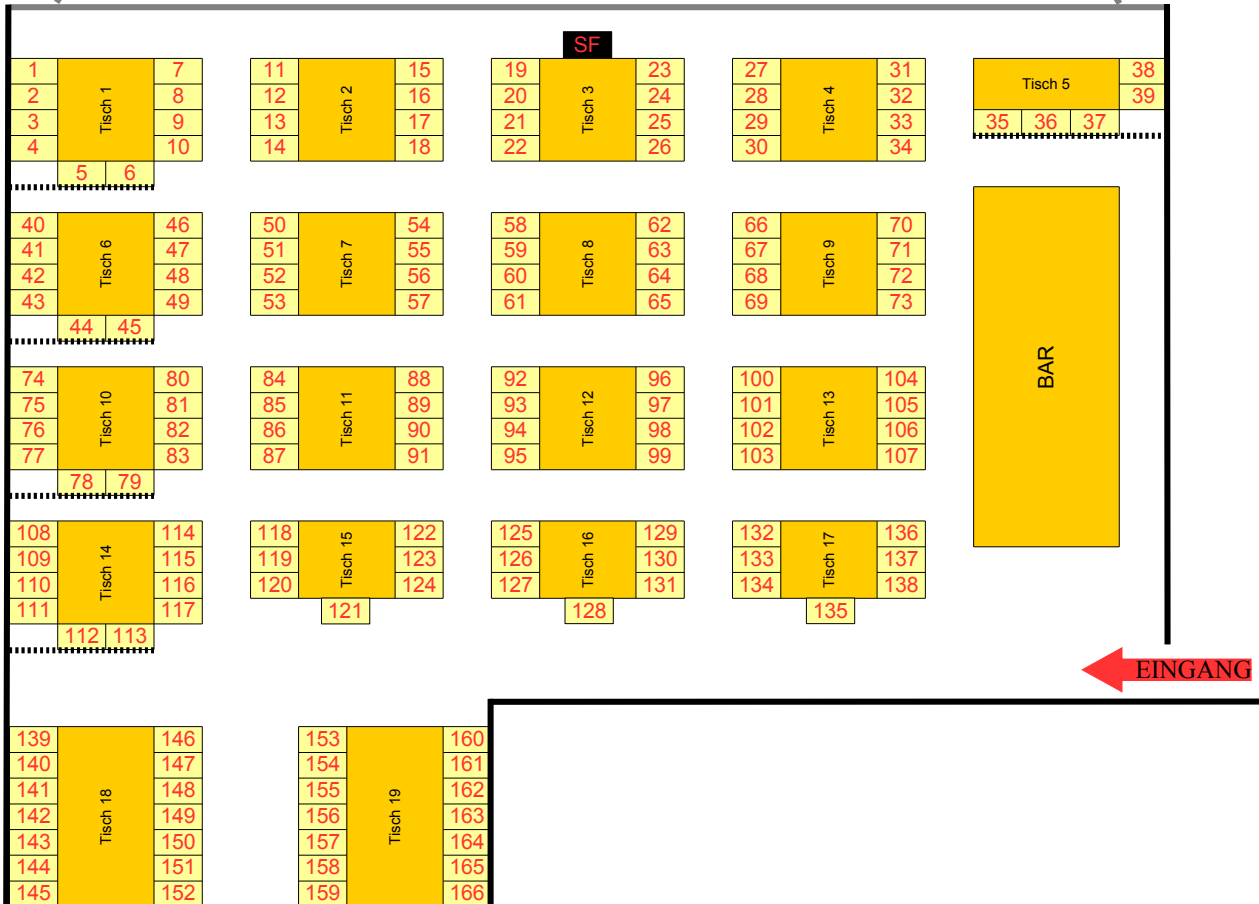 SF
1 7 11 15 19 23 27 31 38
2 8 12 16 20 24 28 32 39
Tisch 1 Tisch 2 Tisch 3 Tisch 4 Tisch 5
3 9 13 17 21 25 29 33 35 36 37
4 10 14 18 22 26 30 34
5 6
40 46 50 54 58 62 66 70
41 47 51 55 59 63 67 71
Tisch 6 Tisch 7 Tisch 8 Tisch 9
42 48 52 56 60 64 68 72
43 49 53 57 61 65 69 73
44 45
BAR
74 80 84 88 92 96 100 104
75 81 85 89 93 97 101 105
Tisch 10 Tisch 11 Tisch 12 Tisch 13
76 82 86 90 94 98 102 106
77 83 87 91 95 99 103 107
78 79
108 114 118 122 125 129 132 136
109 115 119 123 126 130 133 137
Tisch 14 Tisch 15 Tisch 16 Tisch 17
110 116 120 124 127 131 134 138
111 117 121 128 135
112 113
EINGANG
139 146 153 160
140 147 154 161
141 148 155 162
142 149 156 163
Tisch 18 Tisch 19
143 150 157 164
144 151 158 165
145 152 159 166